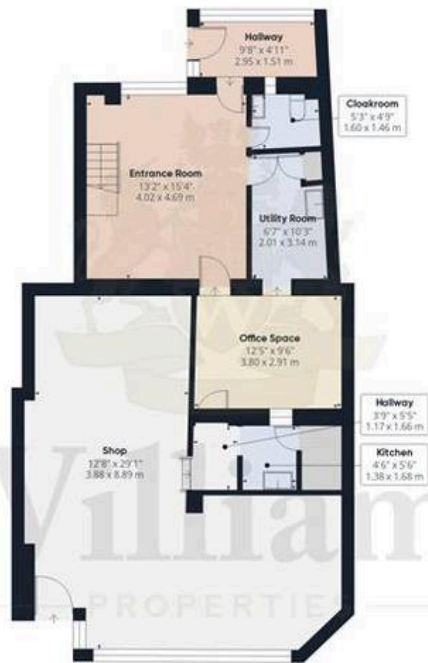 Hallway
9'8" x 4'11"
2.95 x 1.51 m
Cloakroom
5'3" x 4'9"
1.60 x 1.46 m
Entrance Room
13'2" x 15'4"
4.02 x 4.69 m
Utility Room
6'7" x 10'3"
2.01 x 3.14 m
Office Space
12'5" x 9'6"
3.80 x 2.91 m
Hallway
3'9" x 5'5"
1.17 x 1.66 m
Kitchen
4'6" x 5'6"
1.38 x 1.68 m
Shop
12'8" x 29'1"
3.88 x 8.89 m
William
PROPERTIES